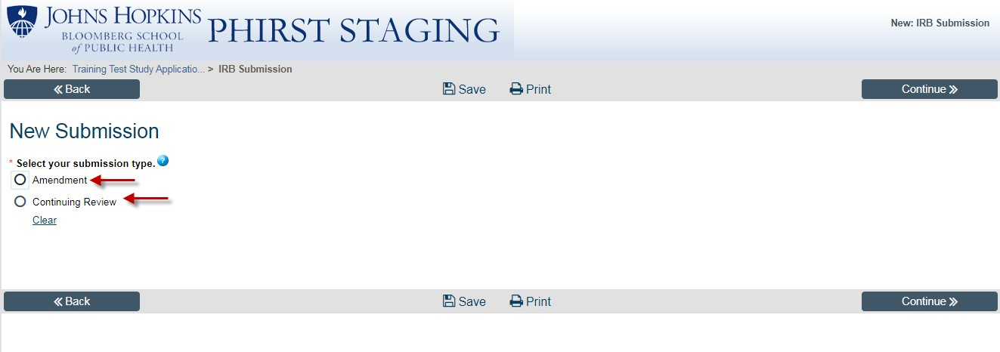 JOHNS HOPKINS
BLOOMBERG SCHOOL
of PUBLIC HEALTH
PHIRST STAGING
New: IRB Submission
You Are Here: Training Test Study Applicatio... > IRB Submission
Back Save Print Continue
New Submission
* Select your submission type. ?
Amendment
Continuing Review
Clear
Back Save Print Continue